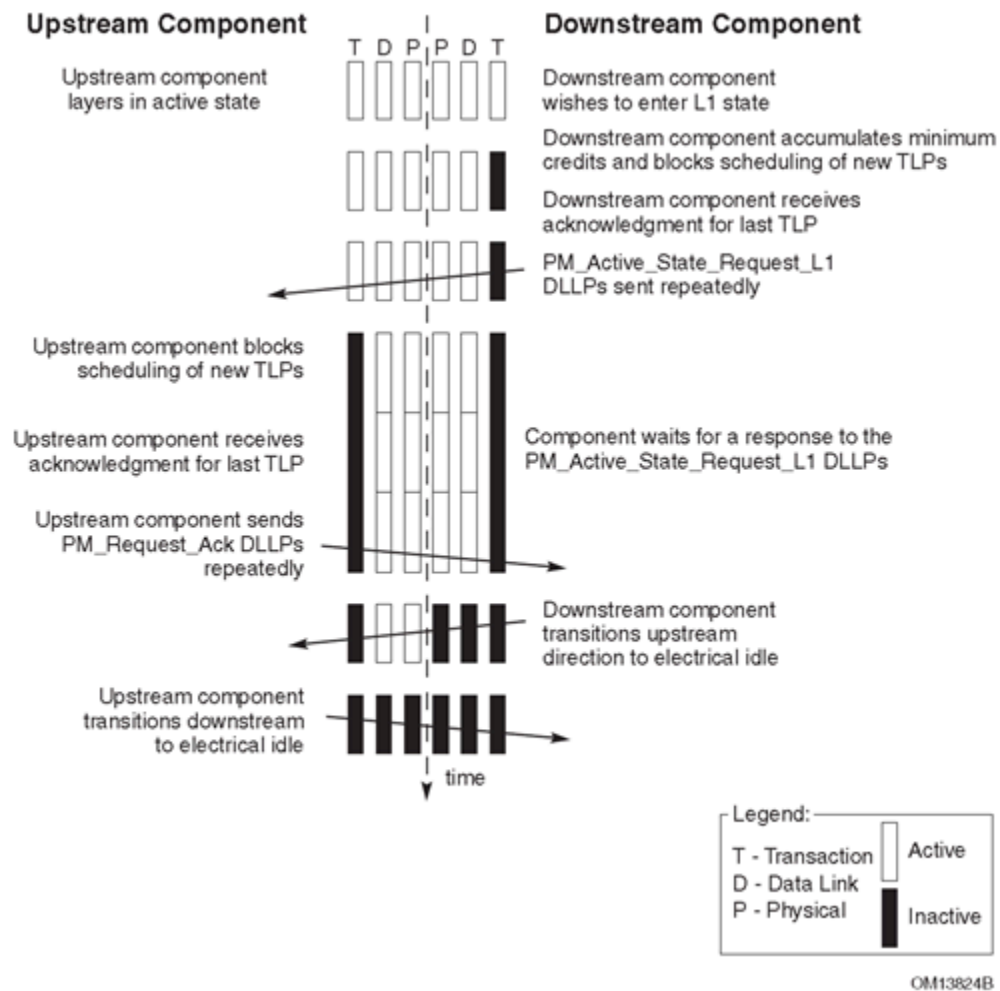 Upstream Component
Downstream Component
T D P P D T
Upstream component
layers in active state
Downstream component
wishes to enter L1 state
Downstream component accumulates minimum
credits and blocks scheduling of new TLPs
Downstream component receives
acknowledgment for last TLP
PM_Active_State_Request_L1
DLLPs sent repeatedly
Upstream component blocks
scheduling of new TLPs
Upstream component receives
acknowledgment for last TLP
Component waits for a response to the
PM_Active_State_Request_L1 DLLPs
Upstream component sends
PM_Request_Ack DLLPs
repeatedly
Downstream component
transitions upstream
direction to electrical idle
Upstream component
transitions downstream
to electrical idle
time
Legend:
T - Transaction
D - Data Link
P - Physical
Active
Inactive
OM13824B